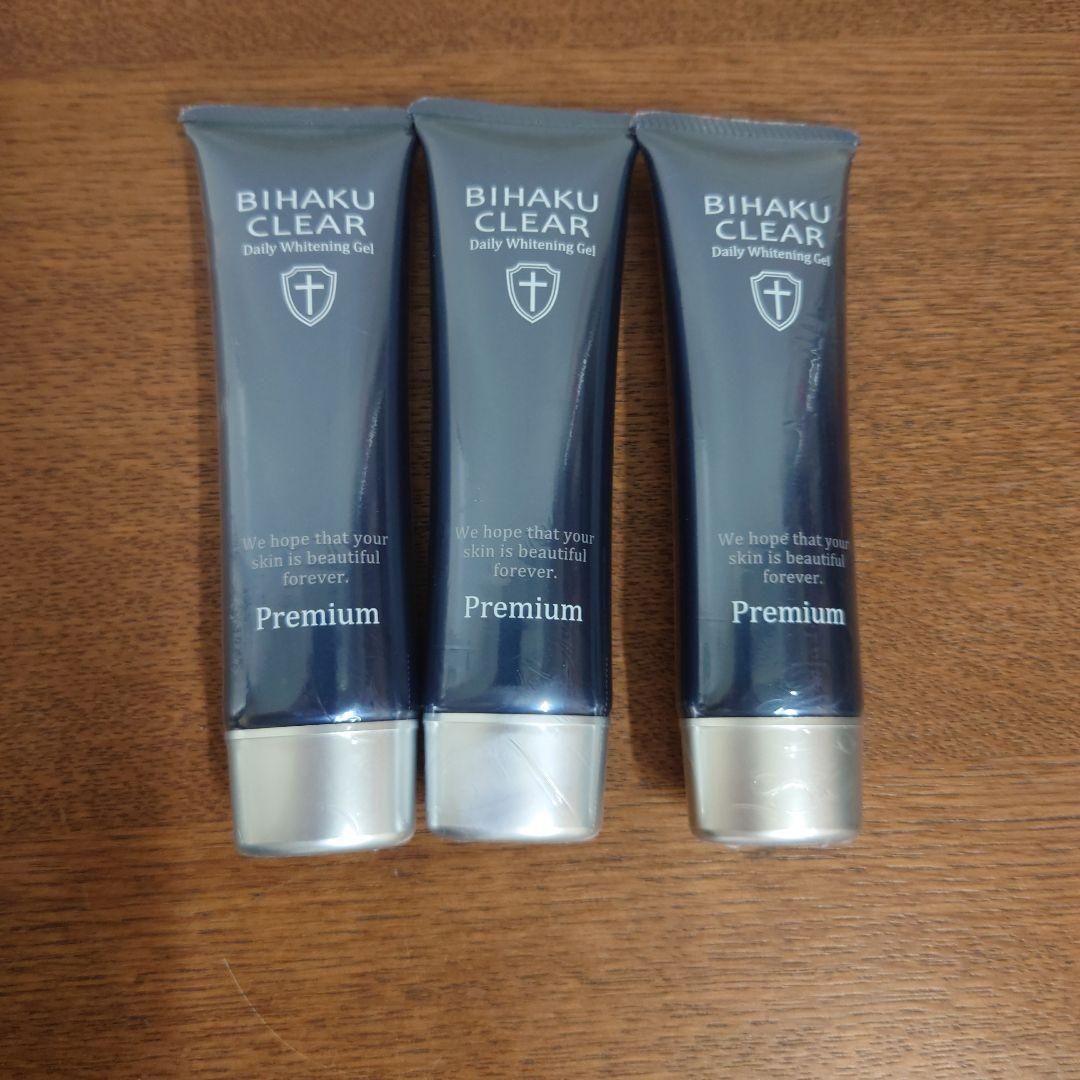 BIHAKU
CLEAR
Daily Whitening Gel
We hope that your
skin is beautiful
forever.
Premium
BIHAKU
CLEAR
Daily Whitening Gel
We hope that your
skin is beautiful
forever.
Premium
BIHAKU
CLEAR
Daily Whitening Gel
We hope that your
skin is beautiful
forever.
Premium